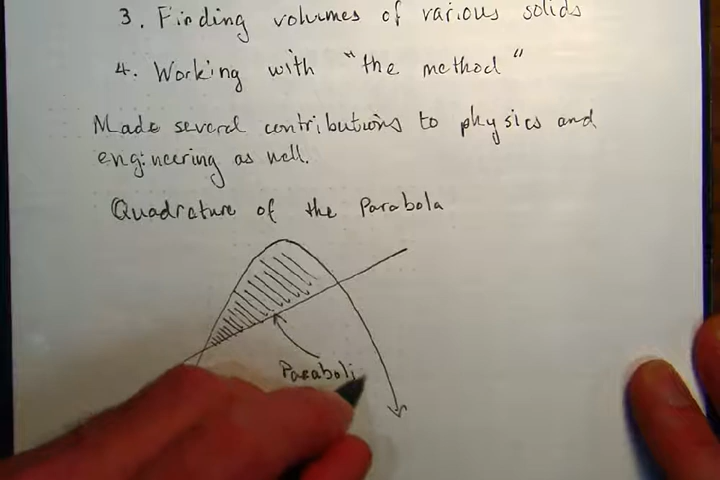 3. Finding volumes of various solids
4. Working with "the method"
Made several contributions to physics and
engineering as well.
Quadrature of the Parabola
Paraboli